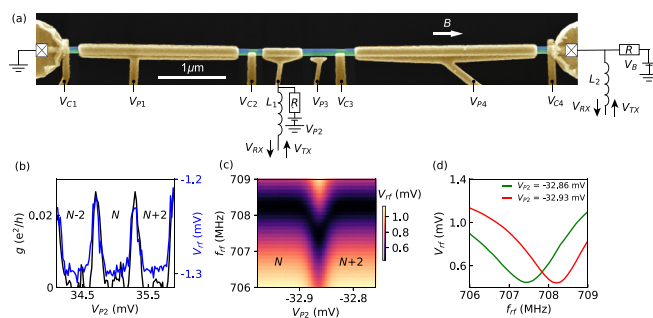 (a)
B
1μm
R
V_B
L_2
V_RX V_TX
V_C1 V_P1 V_C2 L_1 R V_P3 V_C3 V_P4 V_C4
V_P2
V_RX V_TX
(b)
g (e²/h)
0.02
0
N-2 N N+2
34.5 35.5
V_P2 (mV)
-1.2
-1.3
V_rf (mV)
(c)
f_rf (MHz)
709
708
707
706
N N+2
-32.9 -32.8
V_P2 (mV)
V_rf (mV)
1.0
0.6
(d)
V_rf (mV)
1.4
1.0
0.6
V_P2 = -32.86 mV
V_P2 = -32.93 mV
706 707 708 709
f_rf (MHz)